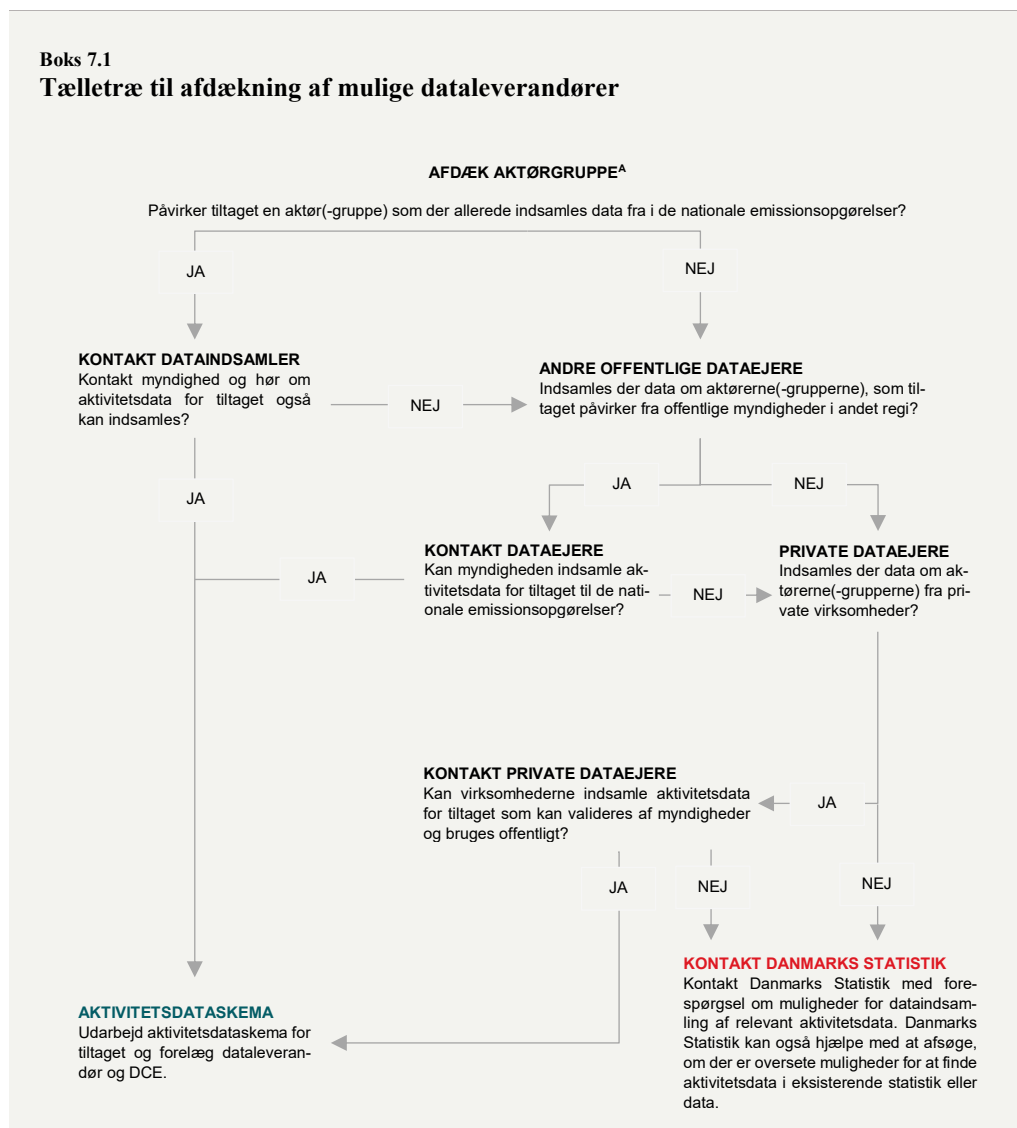 Boks 7.1
Tælletræ til afdækning af mulige dataleverandører
AFDÆK AKTØRGRUPPEA
Påvirker tiltaget en aktør(-gruppe) som der allerede indsamles data fra i de nationale emissionsopgørelser?
JA
NEJ
KONTAKT DATAINDSAMLER
Kontakt myndighed og hør om
aktivitetsdata for tiltaget også
kan indsamles?
NEJ
ANDRE OFFENTLIGE DATAEJERE
Indsamles der data om aktørerne(-grupperne), som til-
taget påvirker fra offentlige myndigheder i andet regi?
JA
JA
NEJ
KONTAKT DATAEJERE
Kan myndigheden indsamle ak-
tivitetsdata for tiltaget til de nati-
onale emissionsopgørelser?
JA
NEJ
PRIVATE DATAEJERE
Indsamles der data om ak-
tørerne(-grupperne) fra pri-
vate virksomheder?
KONTAKT PRIVATE DATAEJERE
Kan virksomhederne indsamle aktivitetsdata
for tiltaget som kan valideres af myndigheder
og bruges offentligt?
JA
JA
NEJ
NEJ
AKTIVITETSDATASKEMA
Udarbejd aktivitetsdataskema for
tiltaget og forelæg dataleveran-
dør og DCE.
KONTAKT DANMARKS STATISTIK
Kontakt Danmarks Statistik med fore-
spørgsel om muligheder for dataindsam-
ling af relevant aktivitetsdata. Danmarks
Statistik kan også hjælpe med at afsøge,
om der er oversete muligheder for at finde
aktivitetsdata i eksisterende statistik eller
data.